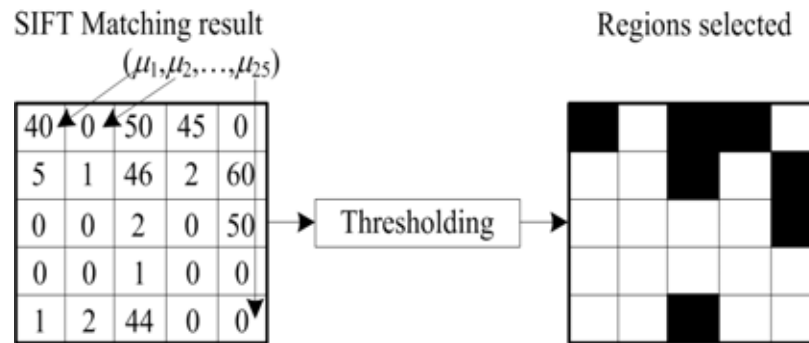 SIFT Matching result
Regions selected
(μ1,μ2,…,μ25)
40 0 50 45 0
5 1 46 2 60
0 0 2 0 50
Thresholding
0 0 1 0 0
1 2 44 0 0